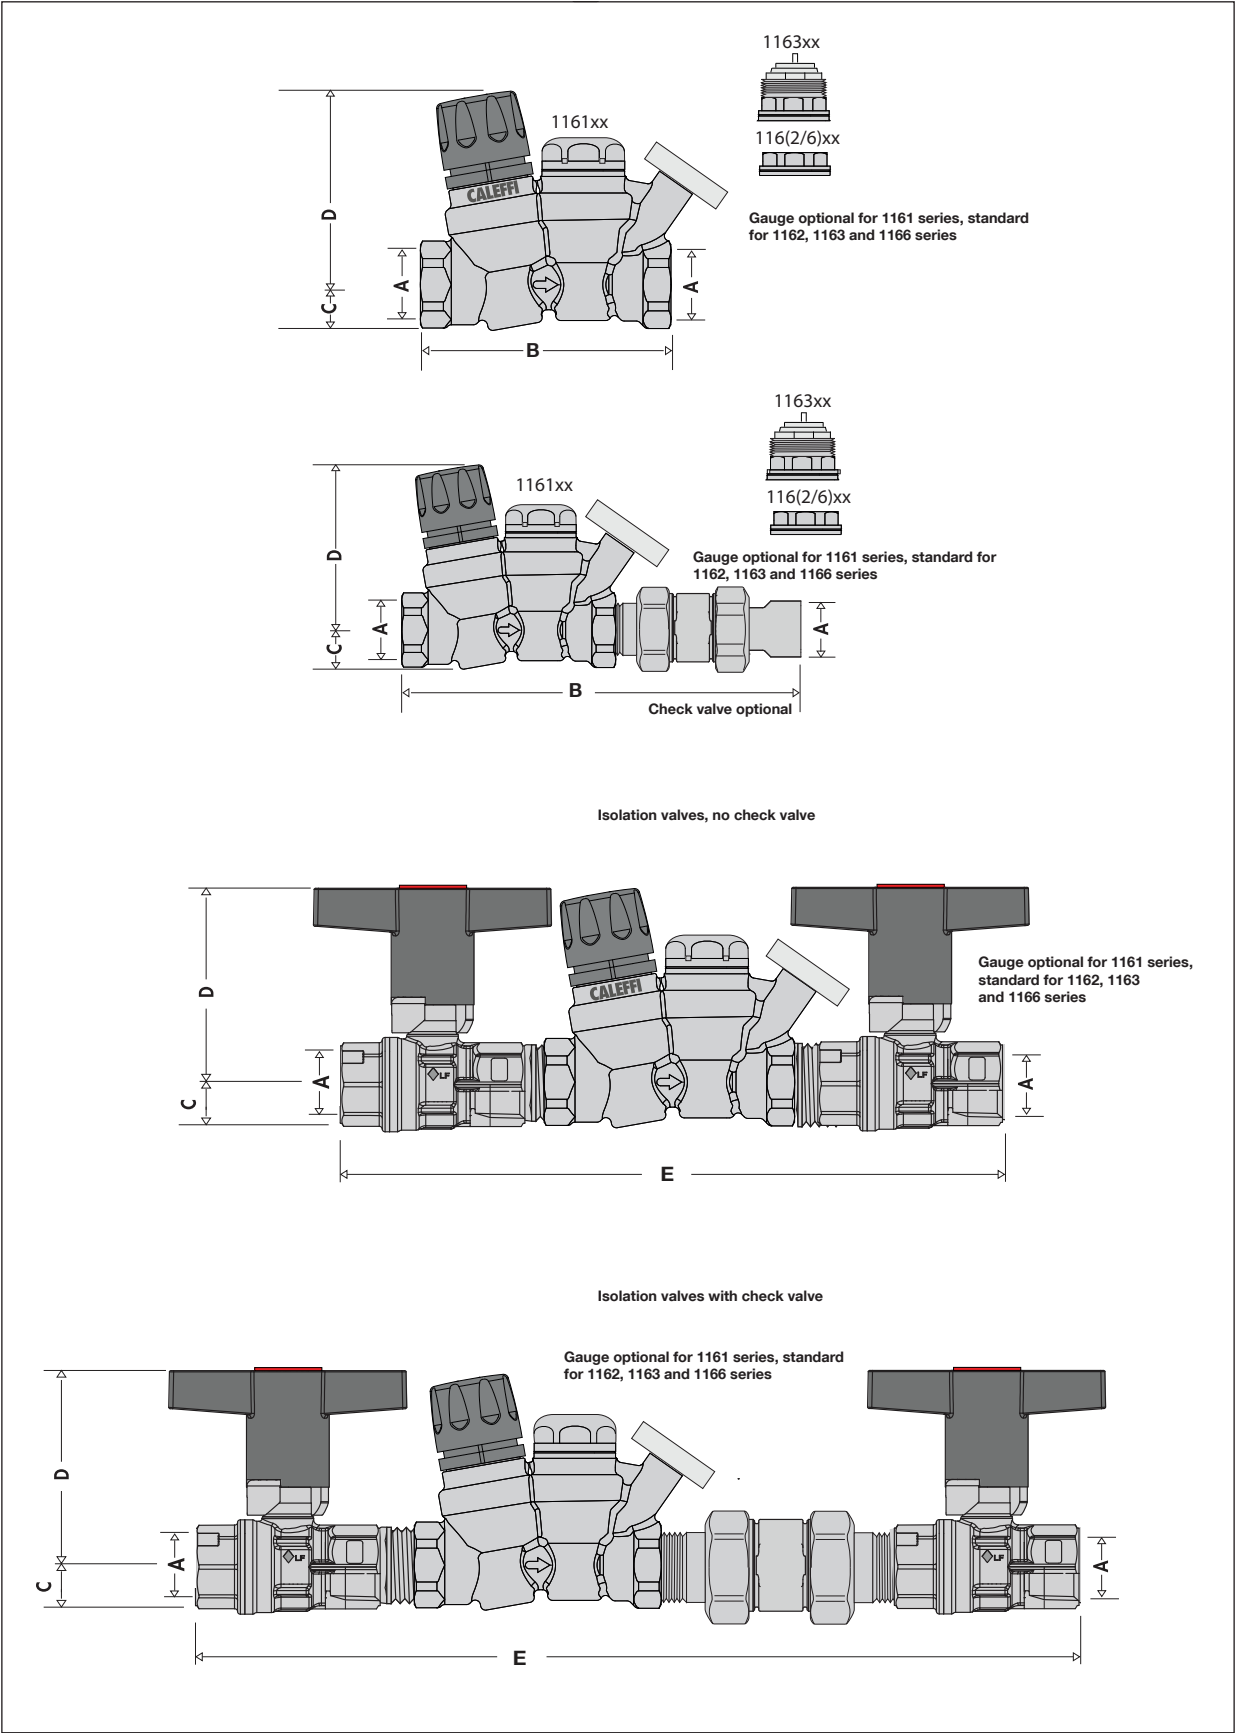 1163xx
1161xx
116(2/6)xx
CALEFFI
D
Gauge optional for 1161 series, standard
for 1162, 1163 and 1166 series
A
A
C
B
1163xx
1161xx
116(2/6)xx
D
Gauge optional for 1161 series, standard for
1162, 1163 and 1166 series
A
A
C
B
Check valve optional
Isolation valves, no check valve
Gauge optional for 1161 series,
standard for 1162, 1163
and 1166 series
CALEFFI
D
LF
LF
A
A
C
E
Isolation valves with check valve
Gauge optional for 1161 series, standard
for 1162, 1163 and 1166 series
D
LF
LF
A
A
C
E